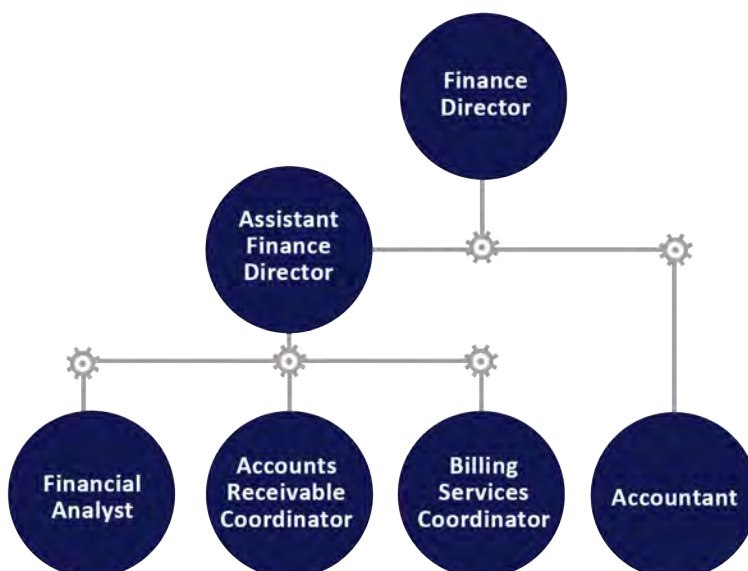 Finance
Director
Assistant
Finance
Director
Financial
Analyst
Accounts
Receivable
Coordinator
Billing
Services
Coordinator
Accountant